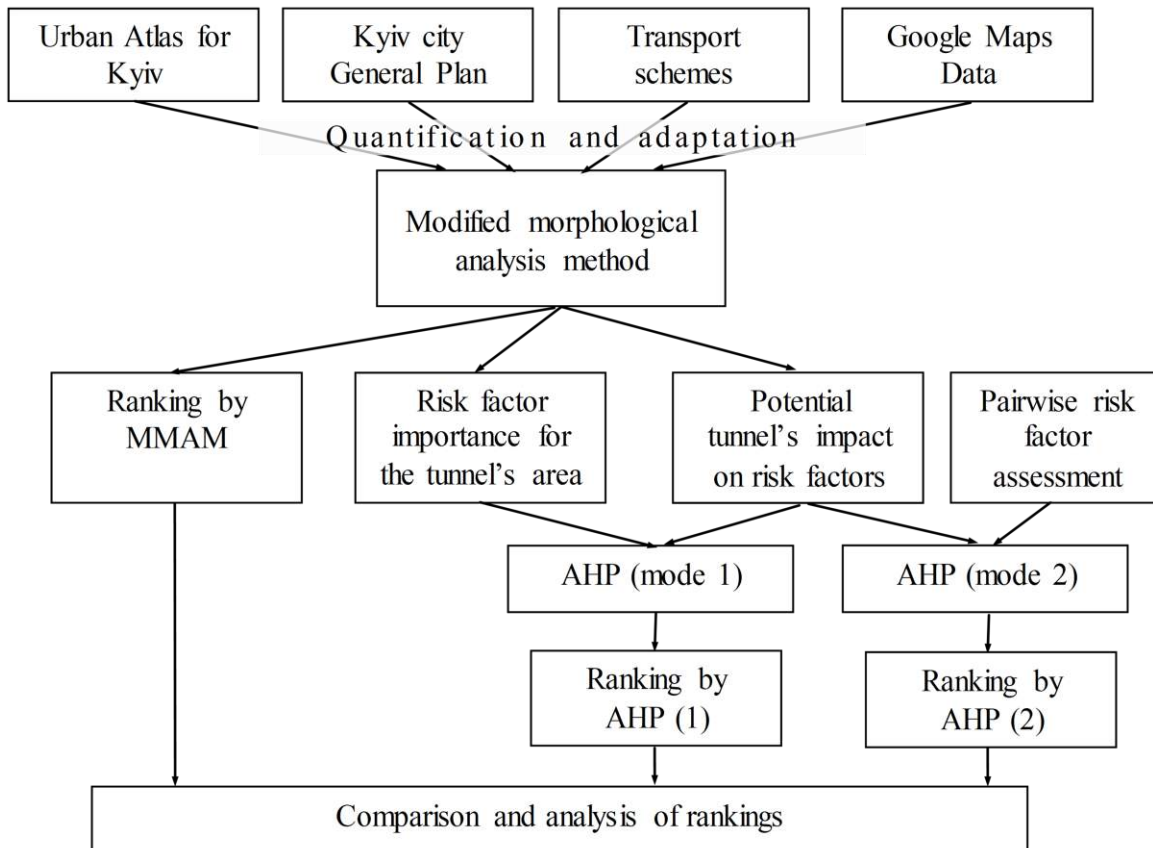 Urban Atlas for
Kyiv
Kyiv city
General Plan
Transport
schemes
Google Maps
Data
Quantification and adaptation
Modified morphological
analysis method
Ranking by
MMAM
Risk factor
importance for
the tunnel's area
Potential
tunnel's impact
on risk factors
Pairwise risk
factor
assessment
AHP (mode 1)
AHP (mode 2)
Ranking by
AHP (1)
Ranking by
AHP (2)
Comparison and analysis of rankings